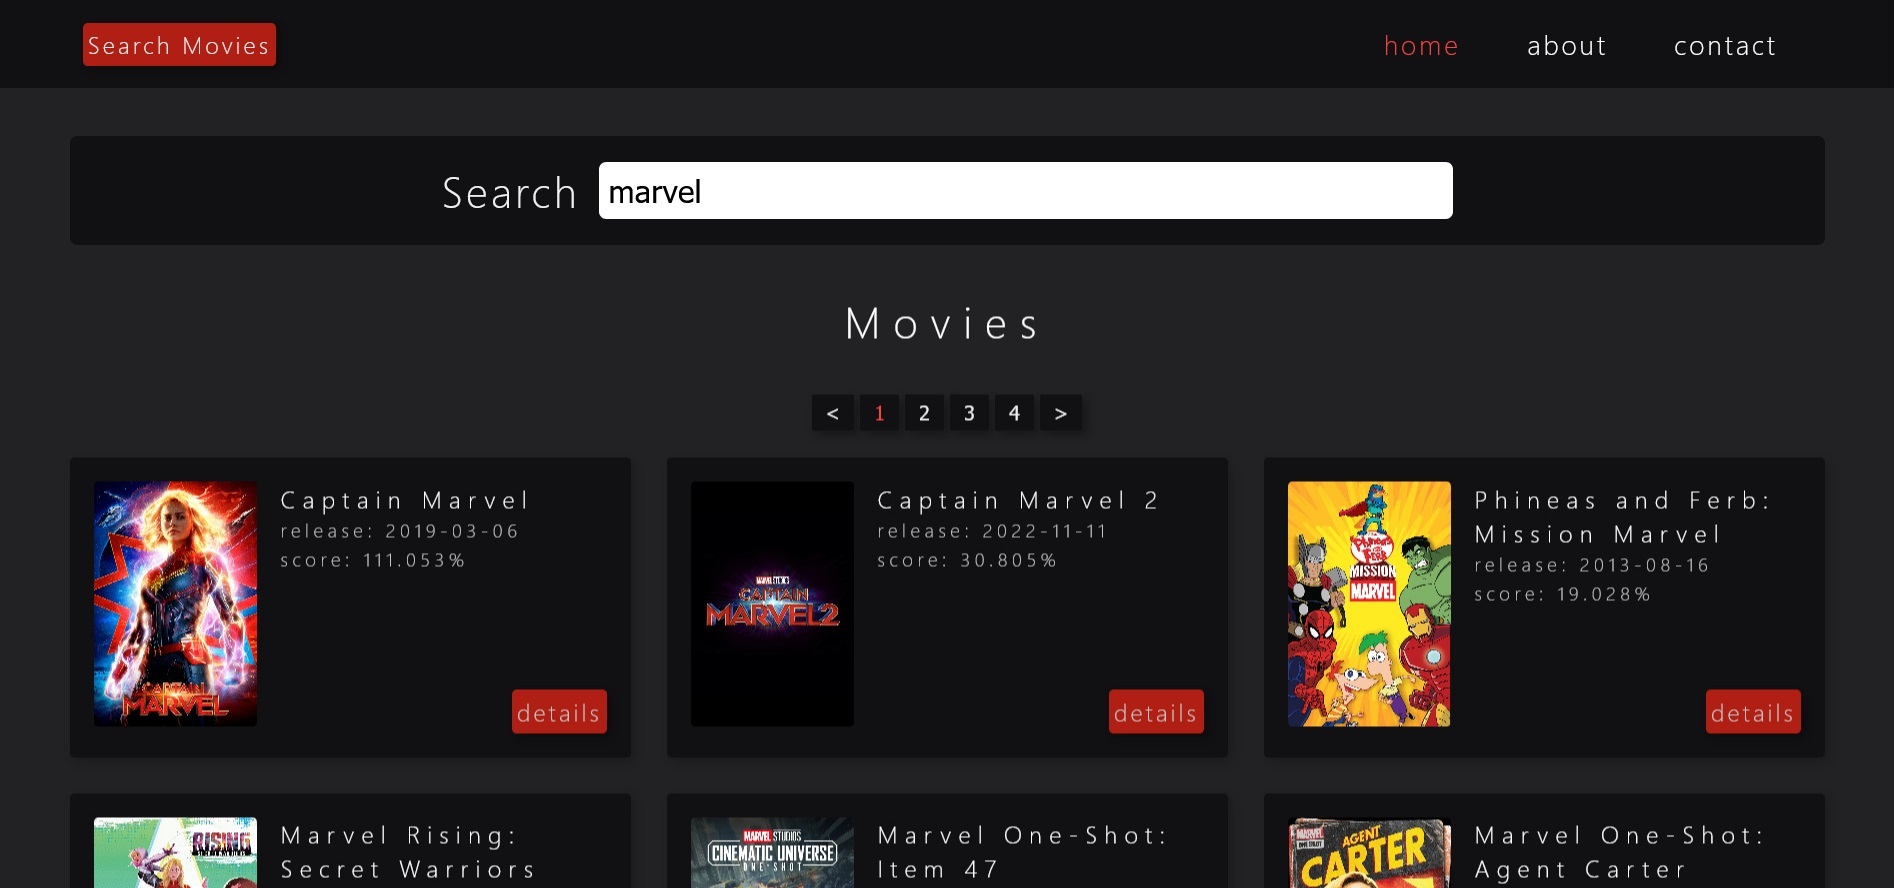 Search Movies
home about contact
Search marvel
Movies
< 1 2 3 4 >
Captain Marvel
release: 2019-03-06
score: 111.053%
CAPTAIN
MARVEL
details
Captain Marvel 2
release: 2022-11-11
score: 30.805%
MARVEL STUDIOS
CAPTAIN
MARVEL2
details
Phineas and Ferb:
Mission Marvel
release: 2013-08-16
score: 19.028%
Phineas
and
Ferb
MISSION
MARVEL
details
Marvel Rising:
Secret Warriors
RISING
Marvel One-Shot:
Item 47
MARVEL STUDIOS
CINEMATIC UNIVERSE
ONE·SHOT
Marvel One-Shot:
Agent Carter
MARVEL
ONE-SHOT
AGENT
CARTER